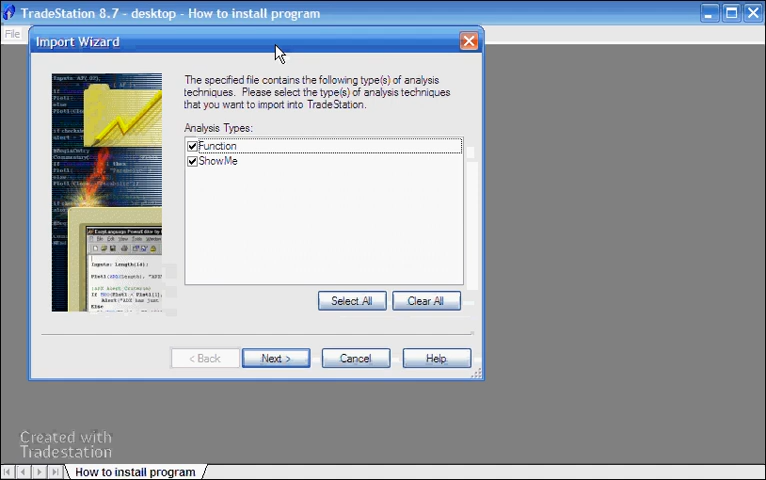 TradeStation 8.7 - desktop - How to install program
File
Import Wizard
The specified file contains the following type(s) of analysis
techniques. Please select the type(s) of analysis techniques
that you want to import into TradeStation.
Analysis Types:
Function
ShowMe
Select All
Clear All
< Back
Next >
Cancel
Help
Created with
Tradestation
How to install program